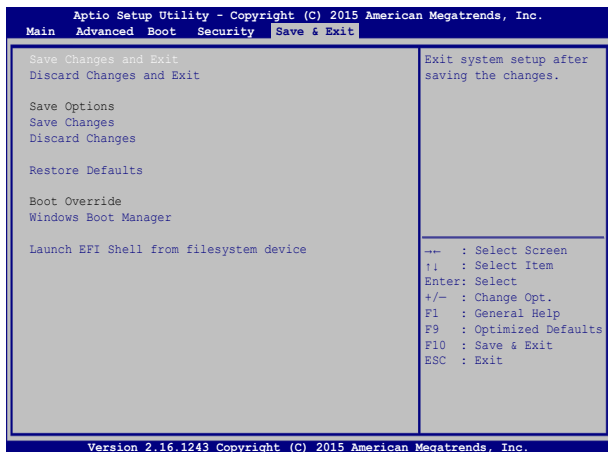 Aptio Setup Utility - Copyright (C) 2015 American Megatrends, Inc.
Main Advanced Boot Security Save & Exit
Save Changes and Exit
Discard Changes and Exit
Save Options
Save Changes
Discard Changes
Restore Defaults
Boot Override
Windows Boot Manager
Launch EFI Shell from filesystem device
Exit system setup after
saving the changes.
→← : Select Screen
↑↓ : Select Item
Enter: Select
+/— : Change Opt.
F1 : General Help
F9 : Optimized Defaults
F10 : Save & Exit
ESC : Exit
Version 2.16.1243 Copyright (C) 2015 American Megatrends, Inc.